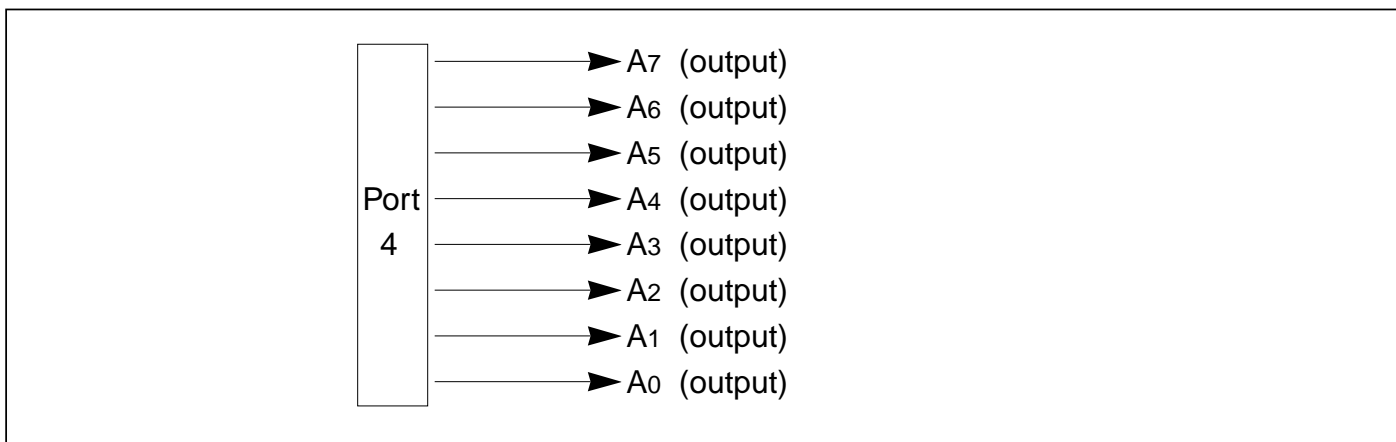 A7 (output)
A6 (output)
A5 (output)
A4 (output)
A3 (output)
A2 (output)
A1 (output)
A0 (output)
Port
4